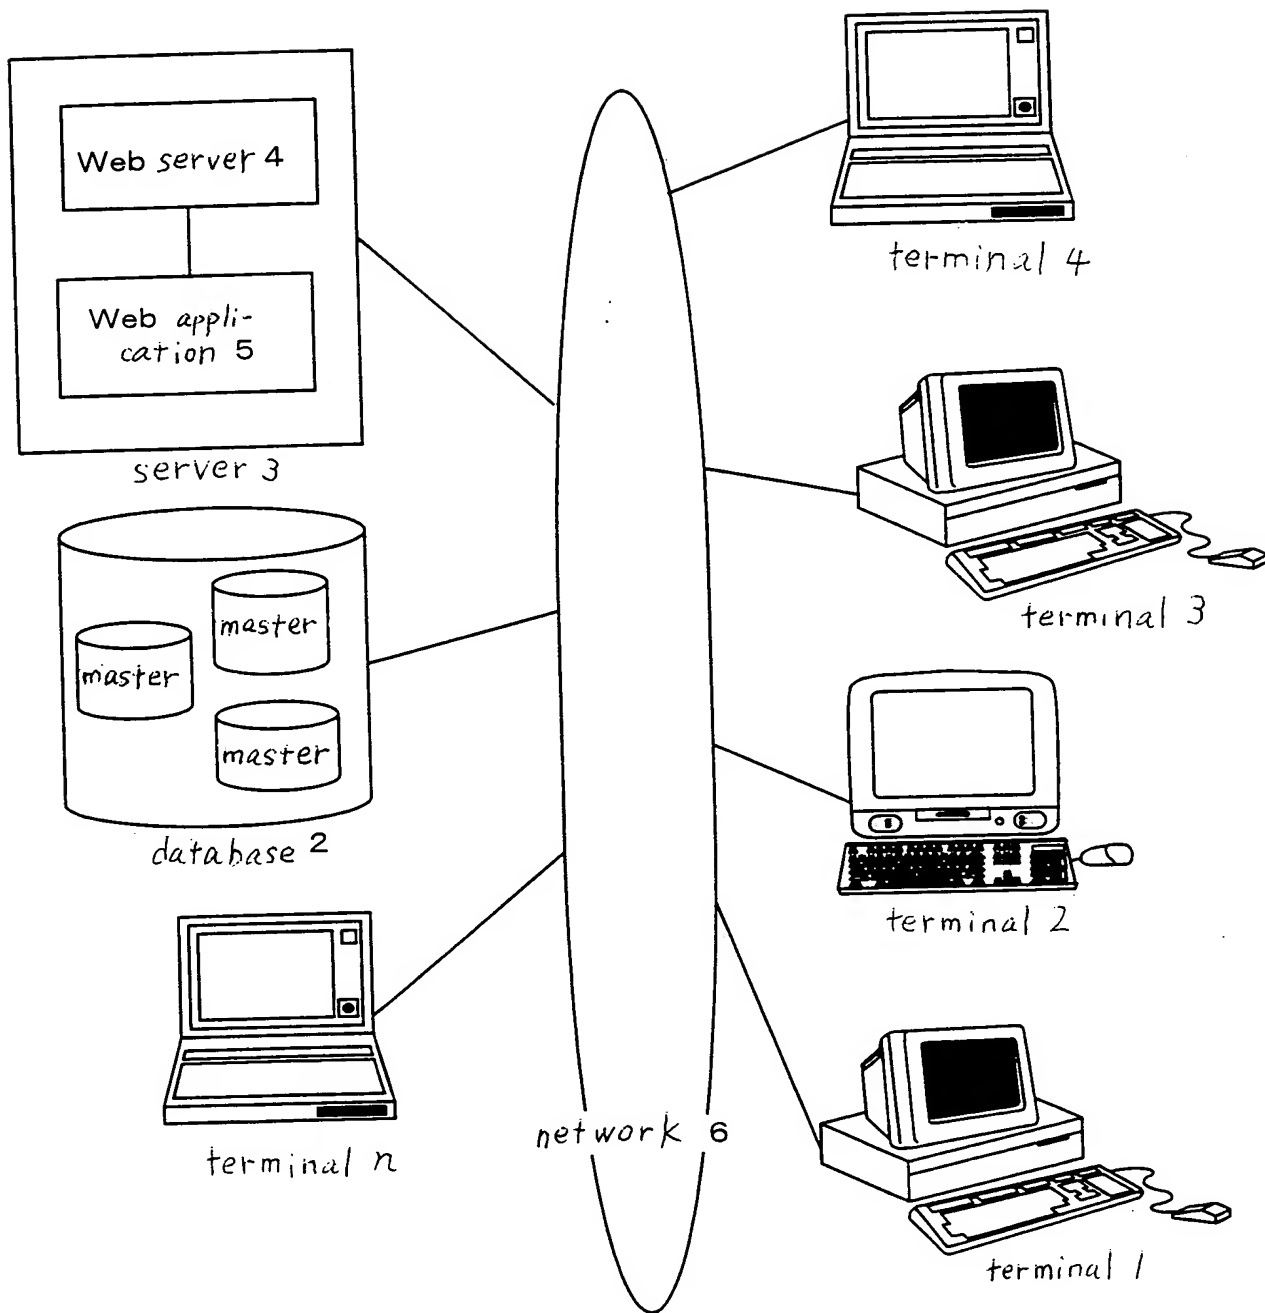 Web server 4
Web appli-
cation 5
server 3
master
master
master
database 2
terminal n
network 6
terminal 4
terminal 3
terminal 2
terminal 1